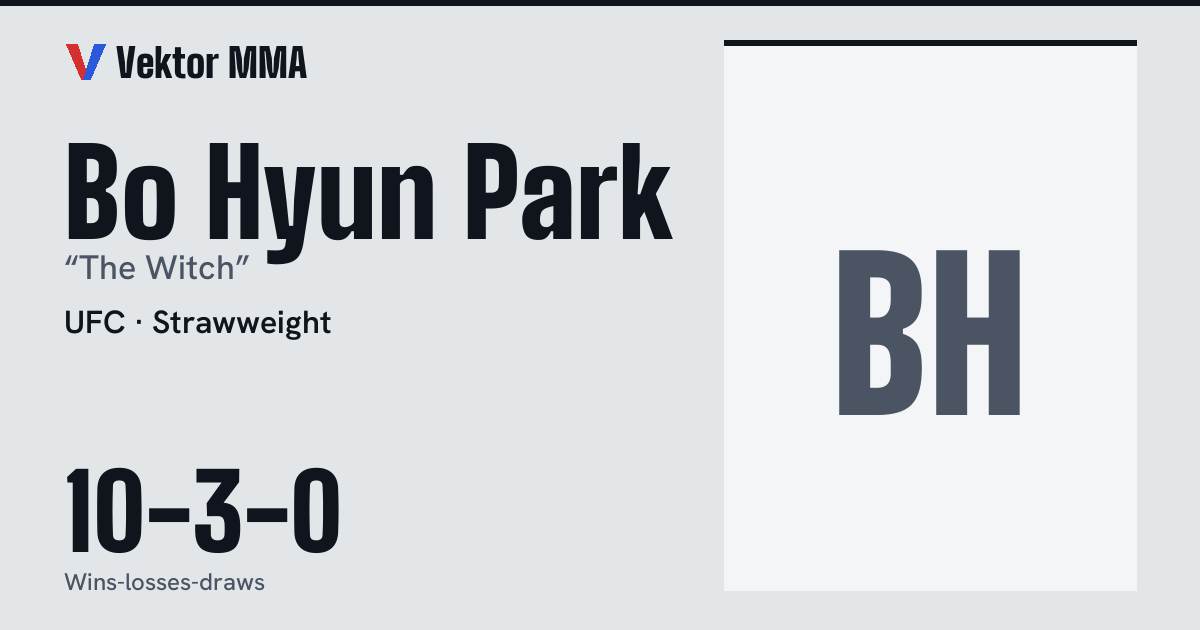 Vektor MMA
Bo Hyun Park
“The Witch”
UFC · Strawweight
10–3–0
Wins-losses-draws
BH